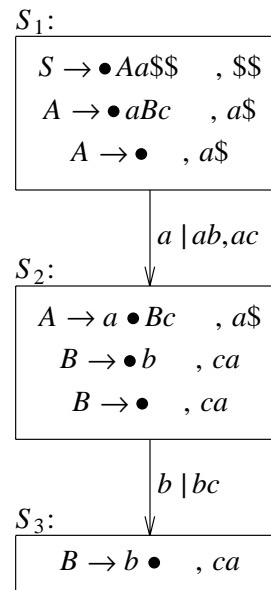 S₁:
S → • Aa$$ , $$
A → • aBc , a$
A → • , a$
a | ab,ac
S₂:
A → a • Bc , a$
B → • b , ca
B → • , ca
b | bc
S₃:
B → b • , ca